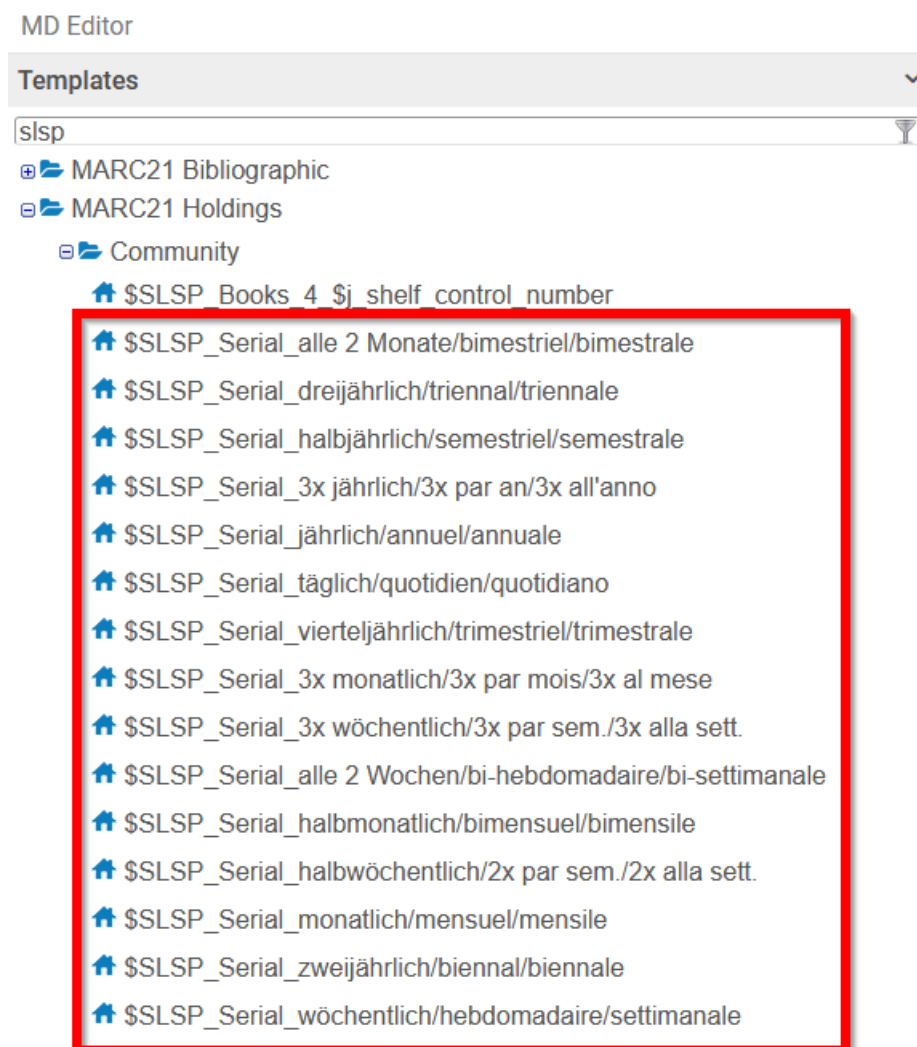 MD Editor
Templates
slsp
MARC21 Bibliographic
MARC21 Holdings
Community
$SLSP_Books_4_$j_shelf_control_number
$SLSP_Serial_alle 2 Monate/bimestriel/bimestrale
$SLSP_Serial_dreijährlich/triennal/triennale
$SLSP_Serial_halbjährlich/semestriel/semestrale
$SLSP_Serial_3x jährlich/3x par an/3x all'anno
$SLSP_Serial_jährlich/annuel/annuale
$SLSP_Serial_täglich/quotidien/quotidiano
$SLSP_Serial_vierteljährlich/trimestriel/trimestrale
$SLSP_Serial_3x monatlich/3x par mois/3x al mese
$SLSP_Serial_3x wöchentlich/3x par sem./3x alla sett.
$SLSP_Serial_alle 2 Wochen/bi-hebdomadaire/bi-settimanale
$SLSP_Serial_halbmonatlich/bimensuel/bimensile
$SLSP_Serial_halbwöchentlich/2x par sem./2x alla sett.
$SLSP_Serial_monatlich/mensuel/mensile
$SLSP_Serial_zweijährlich/biennal/biennale
$SLSP_Serial_wöchentlich/hebdomadaire/settimanale